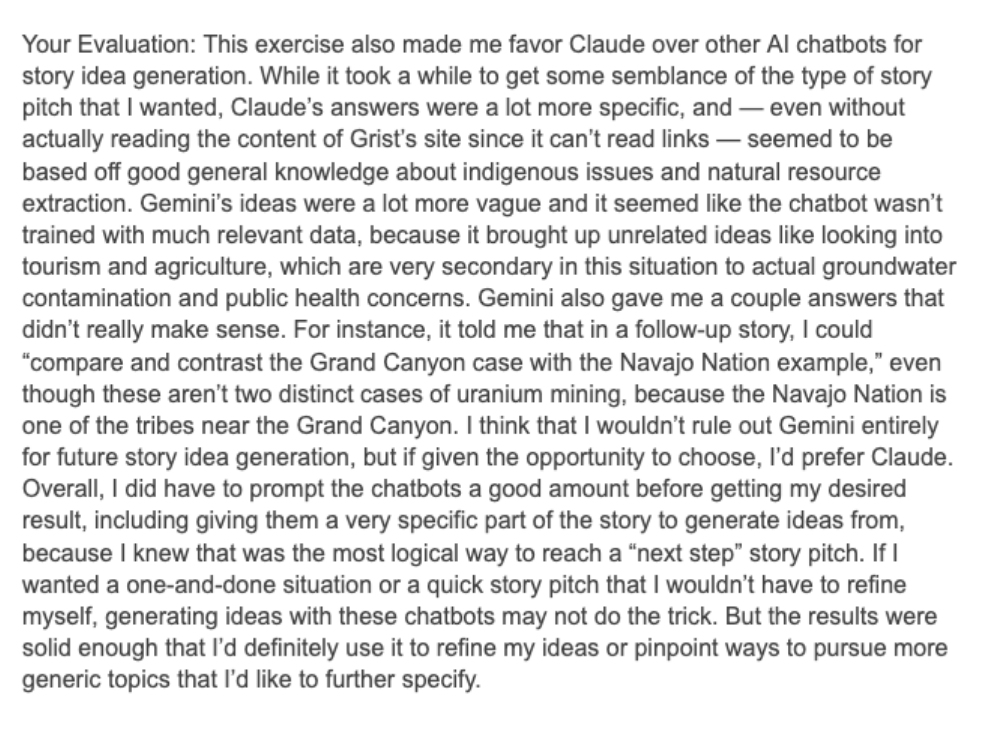 Your Evaluation: This exercise also made me favor Claude over other AI chatbots for
story idea generation. While it took a while to get some semblance of the type of story
pitch that I wanted, Claude’s answers were a lot more specific, and — even without
actually reading the content of Grist’s site since it can’t read links — seemed to be
based off good general knowledge about indigenous issues and natural resource
extraction. Gemini’s ideas were a lot more vague and it seemed like the chatbot wasn’t
trained with much relevant data, because it brought up unrelated ideas like looking into
tourism and agriculture, which are very secondary in this situation to actual groundwater
contamination and public health concerns. Gemini also gave me a couple answers that
didn’t really make sense. For instance, it told me that in a follow-up story, I could
“compare and contrast the Grand Canyon case with the Navajo Nation example,” even
though these aren’t two distinct cases of uranium mining, because the Navajo Nation is
one of the tribes near the Grand Canyon. I think that I wouldn’t rule out Gemini entirely
for future story idea generation, but if given the opportunity to choose, I’d prefer Claude.
Overall, I did have to prompt the chatbots a good amount before getting my desired
result, including giving them a very specific part of the story to generate ideas from,
because I knew that was the most logical way to reach a “next step” story pitch. If I
wanted a one-and-done situation or a quick story pitch that I wouldn’t have to refine
myself, generating ideas with these chatbots may not do the trick. But the results were
solid enough that I’d definitely use it to refine my ideas or pinpoint ways to pursue more
generic topics that I’d like to further specify.